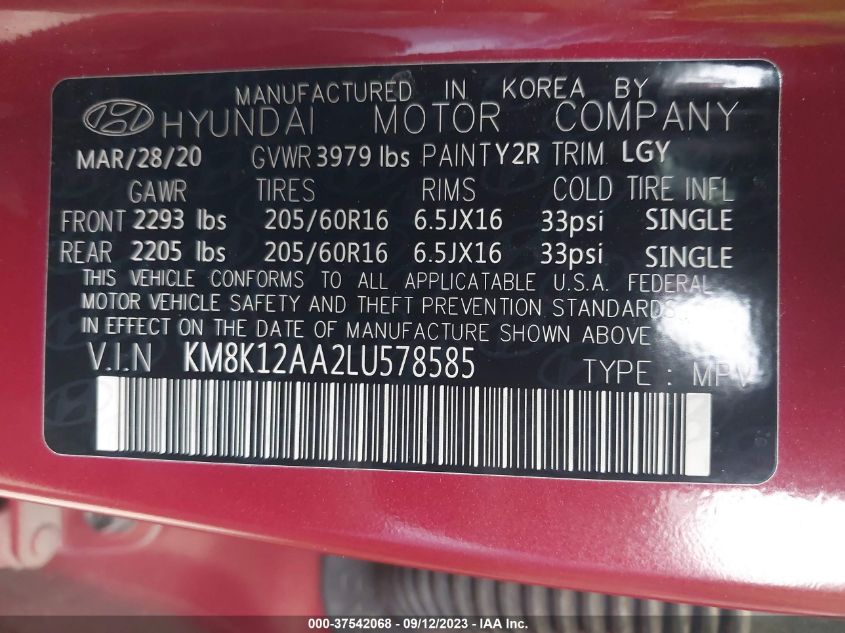 MANUFACTURED IN KOREA BY
HYUNDAI MOTOR COMPANY
MAR/28/20 GVWR 3979 lbs PAINT Y2R TRIM LGY
GAWR TIRES RIMS COLD TIRE INFL
FRONT 2293 lbs 205/60R16 6.5JX16 33psi SINGLE
REAR 2205 lbs 205/60R16 6.5JX16 33psi SINGLE
THIS VEHICLE CONFORMS TO ALL APPLICATABLE U.S.A. FEDERAL
MOTOR VEHICLE SAFETY AND THEFT PREVENTION STANDARDS
IN EFFECT ON THE DATE OF MANUFACTURE SHOWN ABOVE
V.I.N KM8K12AA2LU578585 TYPE : MPV
000-37542068 - 09/12/2023 - IAA Inc.